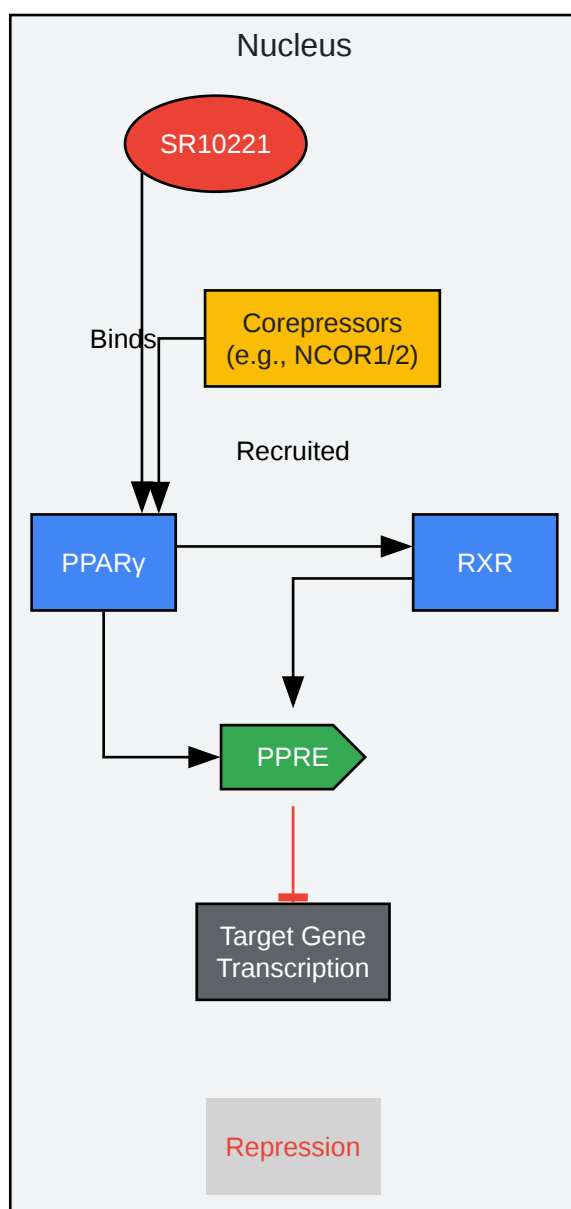 Nucleus
SR10221
Corepressors
(e.g., NCOR1/2)
Binds
Recruited
PPARγ
RXR
PPRE
Target Gene
Transcription
Repression